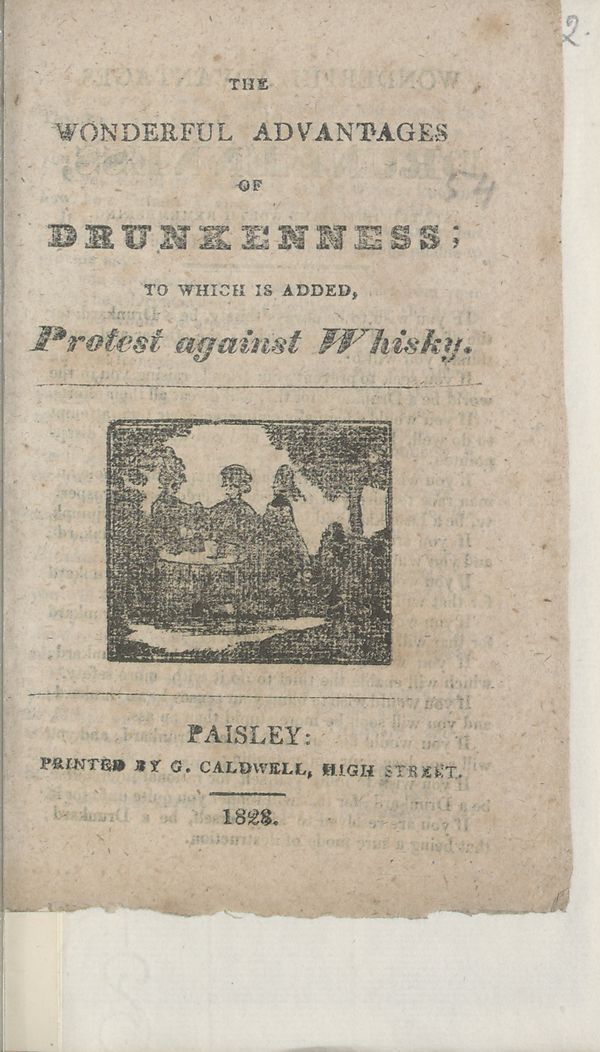 2.
THE
WONDERFUL ADVANTAGES
OF
54
DRUNKENNESS;
TO WHICH IS ADDED,
Protest against Whisky.
PAISLEY:
PRINTED BY G. CALDWELL, HIGH STREET.
1828.